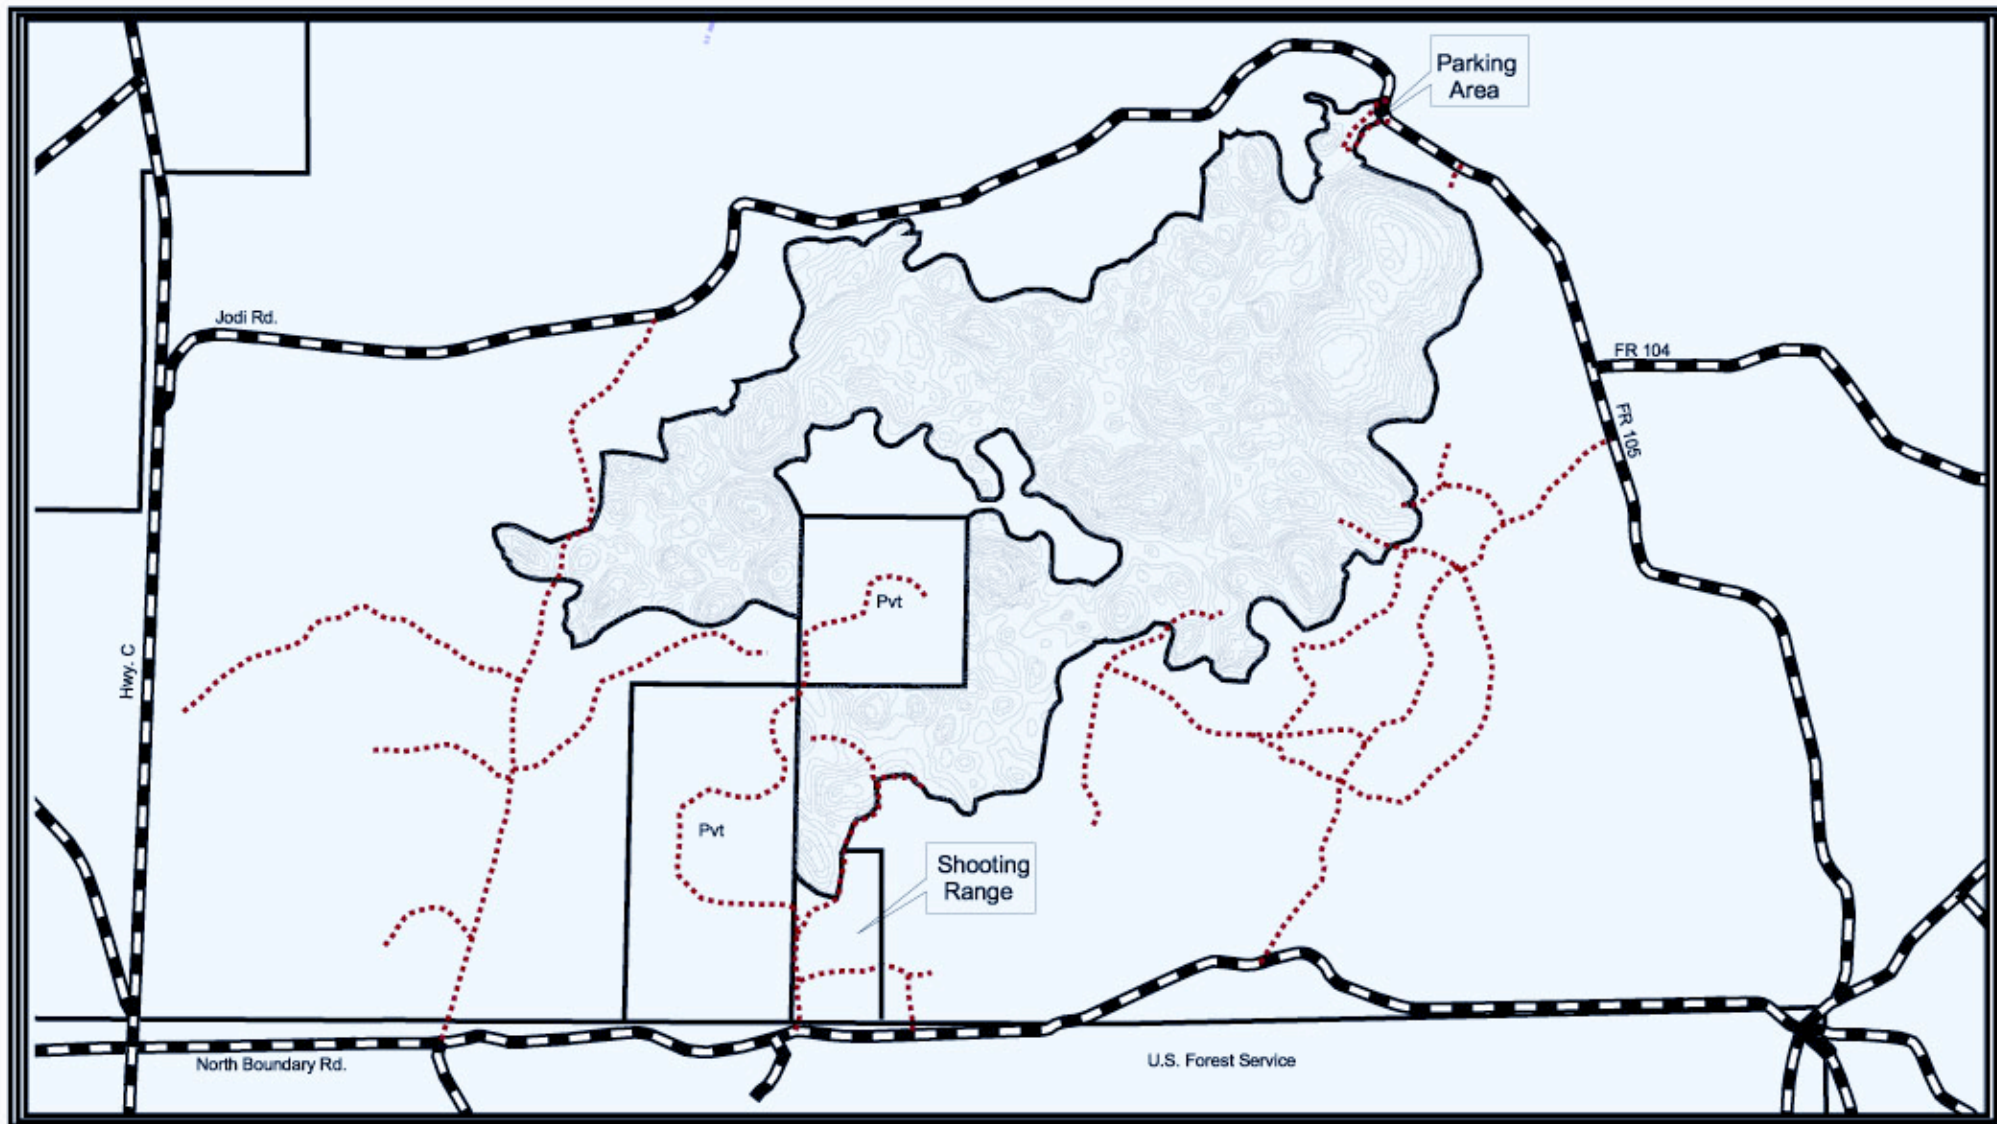 Parking
Area
Jodi Rd.
FR 104
FR 105
Pvt
Hwy. C
Pvt
Shooting
Range
North Boundary Rd.
U.S. Forest Service